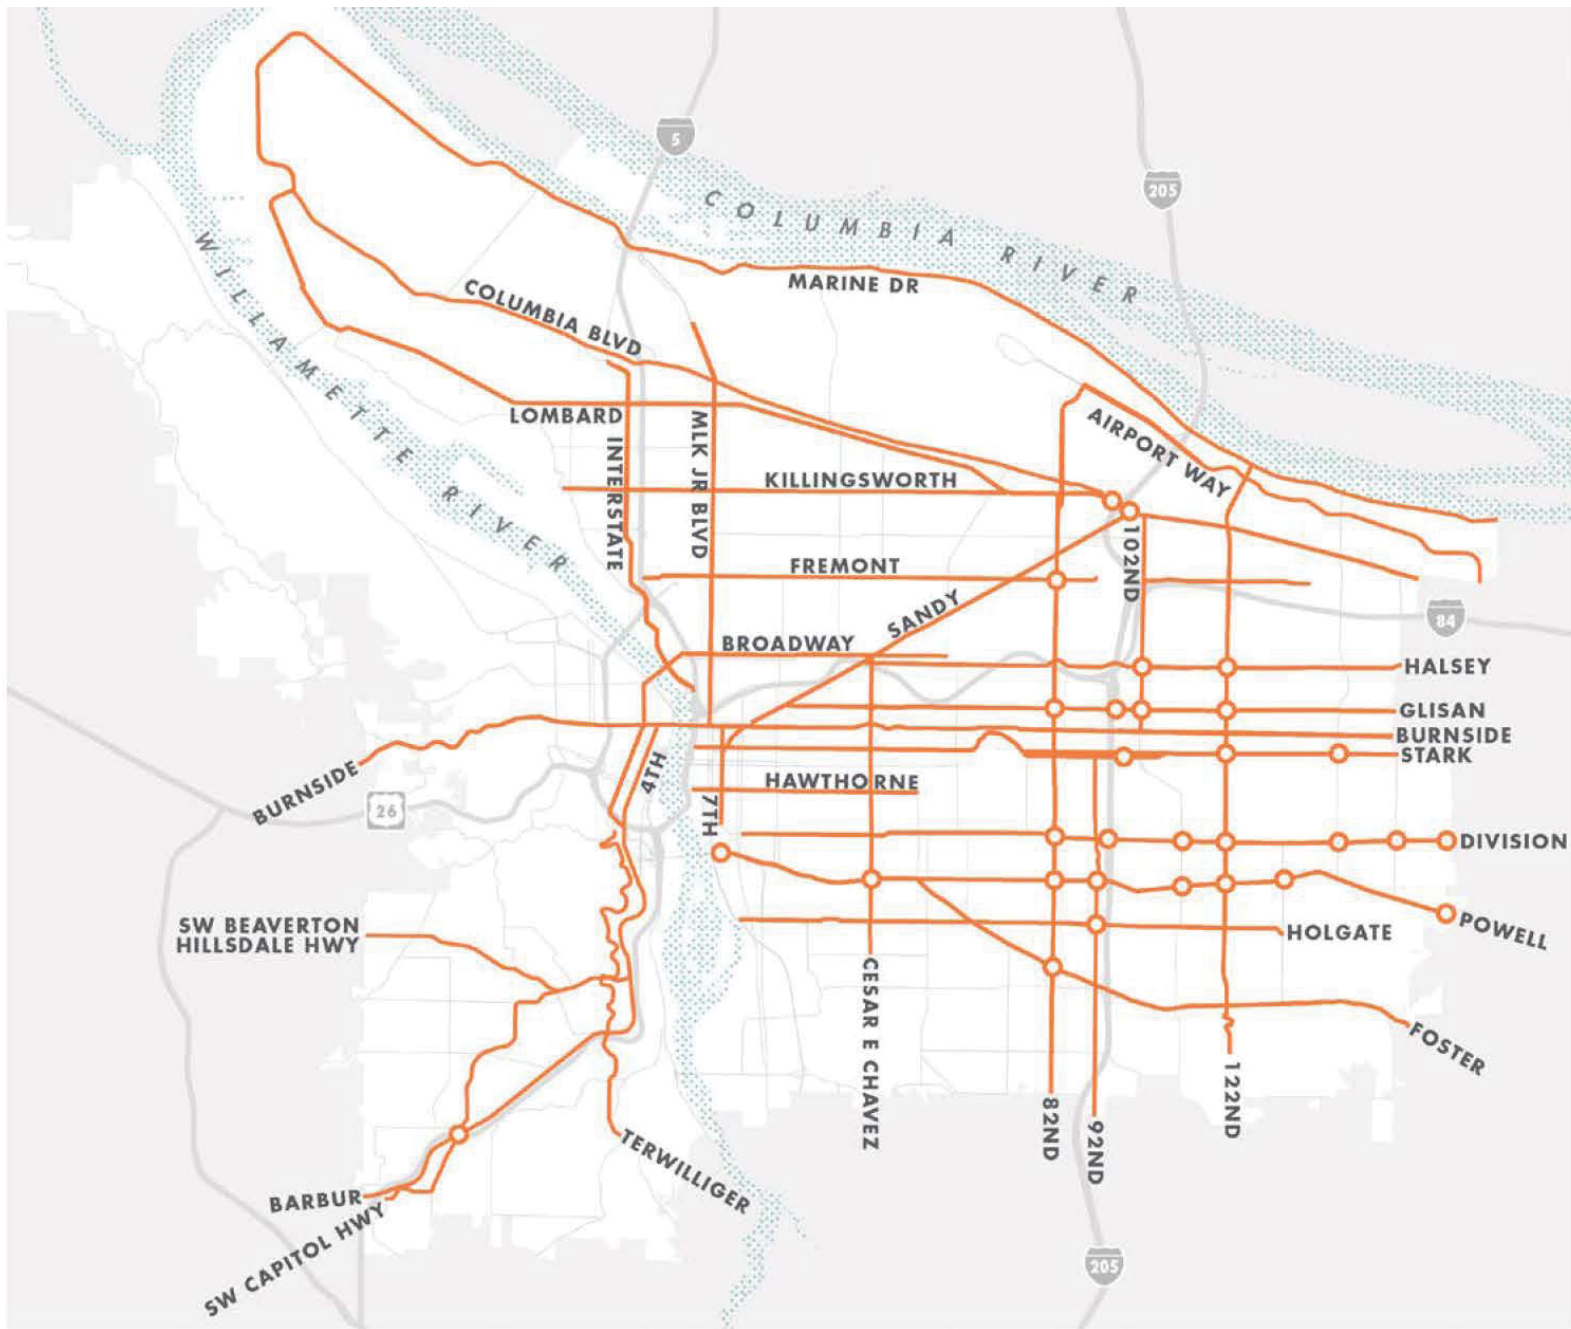 5
205
COLUMBIA RIVER
WILLAMETTE RIVER
MARINE DR
COLUMBIA BLVD
LOMBARD
INTERSTATE
MLK JR BLVD
AIRPORT WAY
KILLINGSWORTH
102ND
FREMONT
SANDY
84
BROADWAY
HALSEY
GLISAN
BURNSIDE
STARK
BURNSIDE
26
4TH
7TH
HAWTHORNE
DIVISION
SW BEAVERTON
HILLSDALE HWY
POWELL
HOLGATE
CESAR E CHAVEZ
FOSTER
82ND
92ND
122ND
TERWILLIGER
BARBUR
SW CAPITOL HWY
205